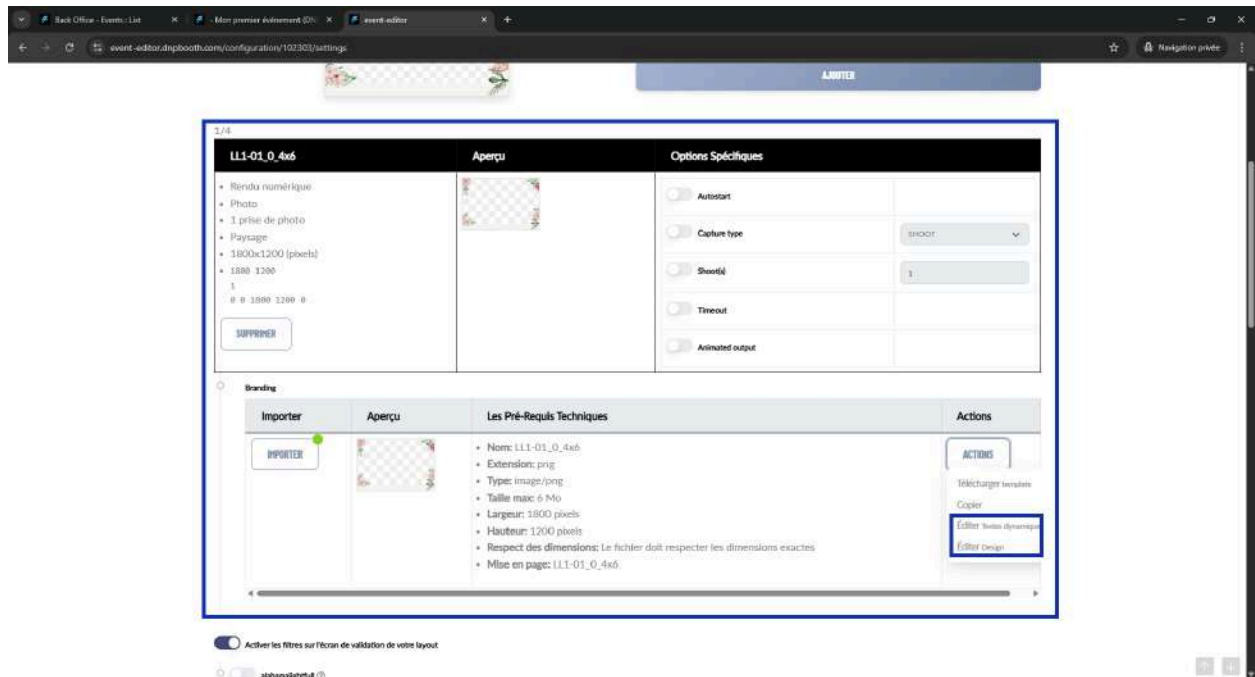 Back Office - Events : List
- Mon premier événement (DN
event-editor
event-editor.dnpbooth.com/configuration/102303/settings
Navigation privée
AJOUTER
1/4
LL1-01_0_4x6 Aperçu Options Spécifiques
• Rendu numérique
• Photo
• 1 prise de photo
• Paysage
• 1800x1200 (pixels)
• 1800 1200
1
0 0 1800 1200 0
SUPPRIMER
Autostart
Capture type SHOOT
Shoot(s) 1
Timeout
Animated output
Branding
Importer Aperçu Les Pré-Requis Techniques Actions
IMPORTER
• Nom: LL1-01_0_4x6
• Extension: png
• Type: image/png
• Taille max: 6 Mo
• Largeur: 1800 pixels
• Hauteur: 1200 pixels
• Respect des dimensions: Le fichier doit respecter les dimensions exactes
• Mise en page: LL1-01_0_4x6
ACTIONS
Télécharger template
Copier
Éditer Textes dynamique
Éditer Design
Activer les filtres sur l'écran de validation de votre layout